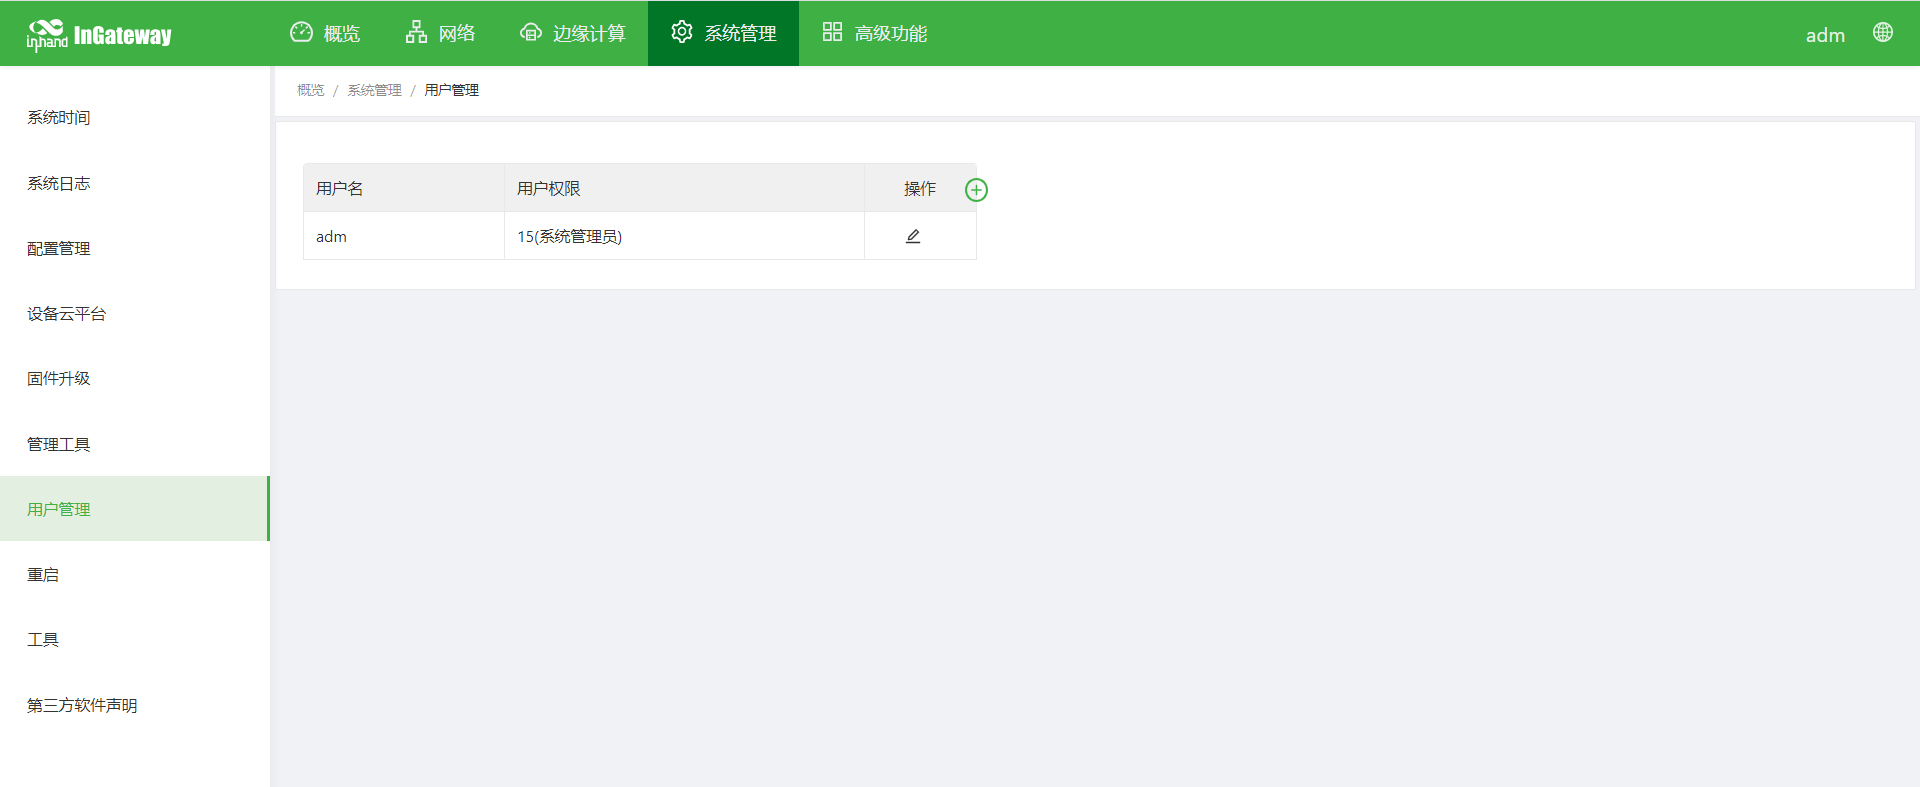 inhand InGateway
概览
网络
边缘计算
系统管理
高级功能
adm
概览 / 系统管理 / 用户管理
系统时间
系统日志
配置管理
设备云平台
固件升级
管理工具
用户管理
重启
工具
第三方软件声明
用户名 用户权限 操作
adm 15(系统管理员)